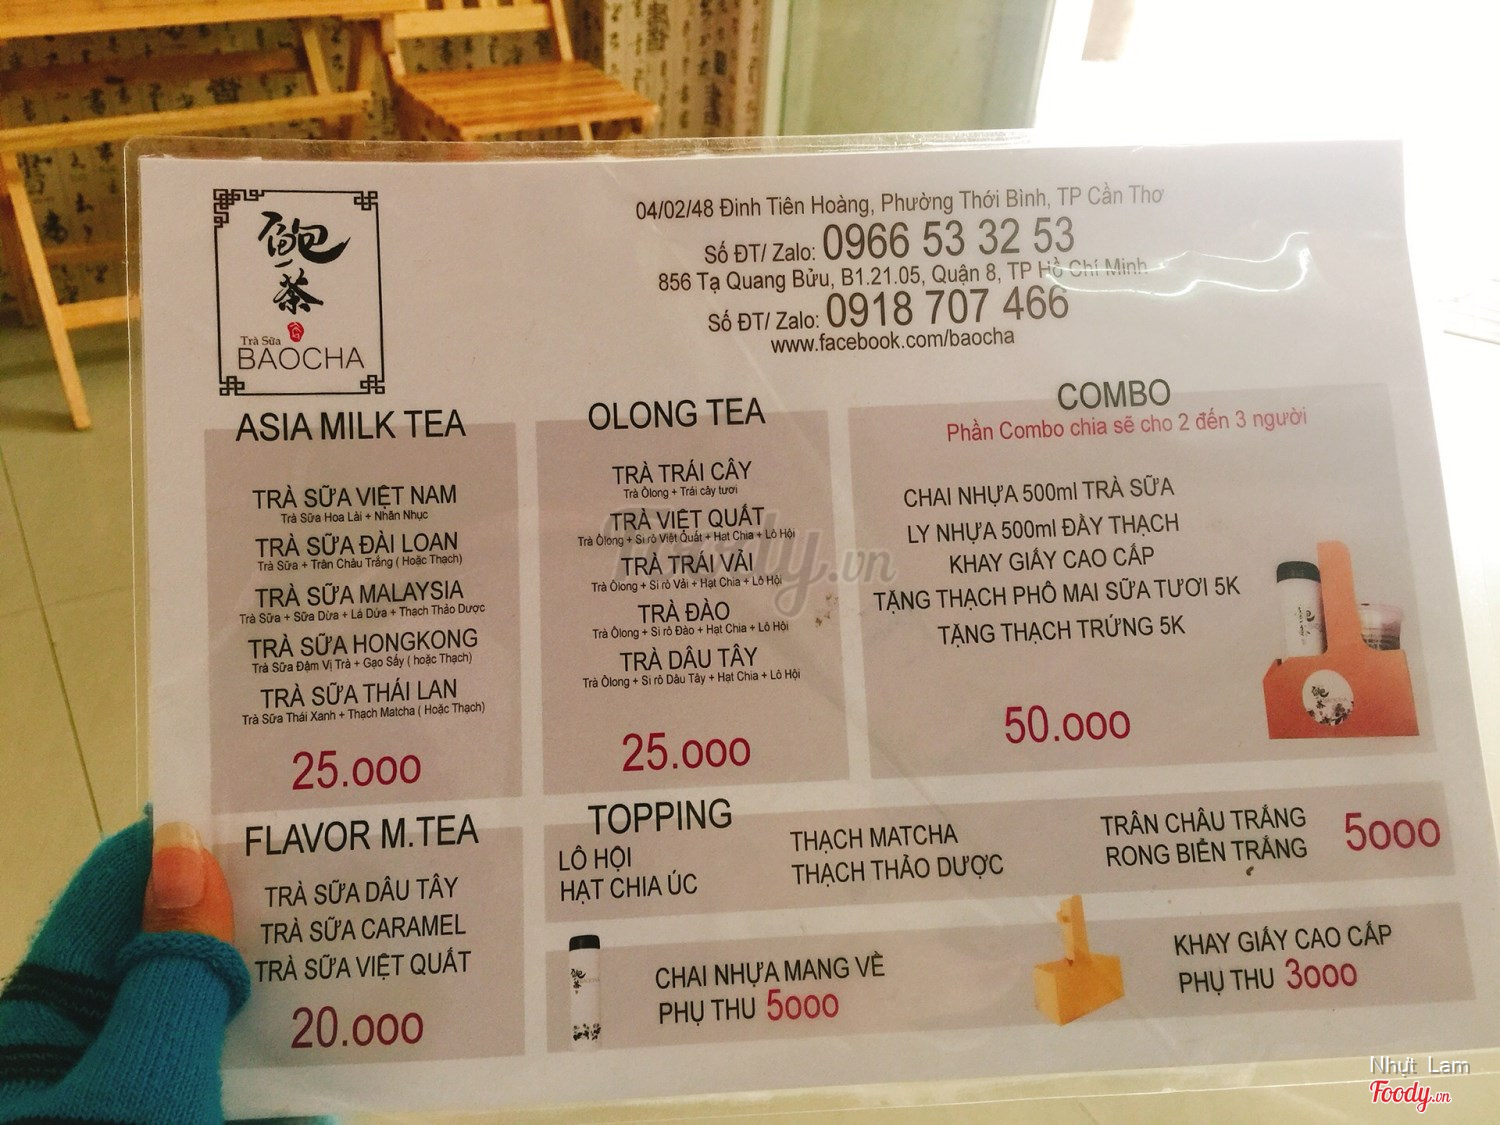 鮑
茶
Trà Sữa
BAOCHA
04/02/48 Đinh Tiên Hoàng, Phường Thới Bình, TP Cần Thơ
Số ĐT/ Zalo: 0966 53 32 53
856 Tạ Quang Bửu, B1.21.05, Quận 8, TP Hồ Chí Minh
Số ĐT/ Zalo: 0918 707 466
www.facebook.com/baocha
ASIA MILK TEA
TRÀ SỮA VIỆT NAM
Trà Sữa Hoa Lài + Nhãn Nhục
TRÀ SỮA ĐÀI LOAN
Trà Sữa + Trân Châu Trắng ( Hoặc Thạch)
TRÀ SỮA MALAYSIA
Trà Sữa + Sữa Dừa + Lá Dứa + Thạch Thảo Dược
TRÀ SỮA HONGKONG
Trà Sữa Đậm Vị Trà + Gạo Sấy ( hoặc Thạch)
TRÀ SỮA THÁI LAN
Trà Sữa Thái Xanh + Thạch Matcha ( Hoặc Thạch)
25.ooo
OLONG TEA
TRÀ TRÁI CÂY
Trà Ôlong + Trái cây tươi
TRÀ VIỆT QUẤT
Trà Ôlong + Si rô Việt Quất + Hạt Chia + Lô Hội
TRÀ TRÁI VẢI
Trà Ôlong + Si rô Vải + Hạt Chia + Lô Hội
TRÀ ĐÀO
Trà Ôlong + Si rô Đào + Hạt Chia + Lô Hội
TRÀ DÂU TÂY
Trà Ôlong + Si rô Dâu Tây + Hạt Chia + Lô Hội
25.ooo
COMBO
Phần Combo chia sẽ cho 2 đến 3 người
CHAI NHỰA 500ml TRÀ SỮA
LY NHỰA 500ml ĐẦY THẠCH
KHAY GIẤY CAO CẤP
TẶNG THẠCH PHÔ MAI SỮA TƯƠI 5K
TẶNG THẠCH TRỨNG 5K
50.ooo
FLAVOR M.TEA
TRÀ SỮA DÂU TÂY
TRÀ SỮA CARAMEL
TRÀ SỮA VIỆT QUẤT
20.ooo
TOPPING
LÔ HỘI
HẠT CHIA ÚC
THẠCH MATCHA
THẠCH THẢO DƯỢC
TRÂN CHÂU TRẮNG
RONG BIỂN TRẮNG
5ooo
CHAI NHỰA MANG VỀ
PHỤ THU 5ooo
KHAY GIẤY CAO CẤP
PHỤ THU 3ooo
Foody.vn
Nhựt Lam
Foody.vn